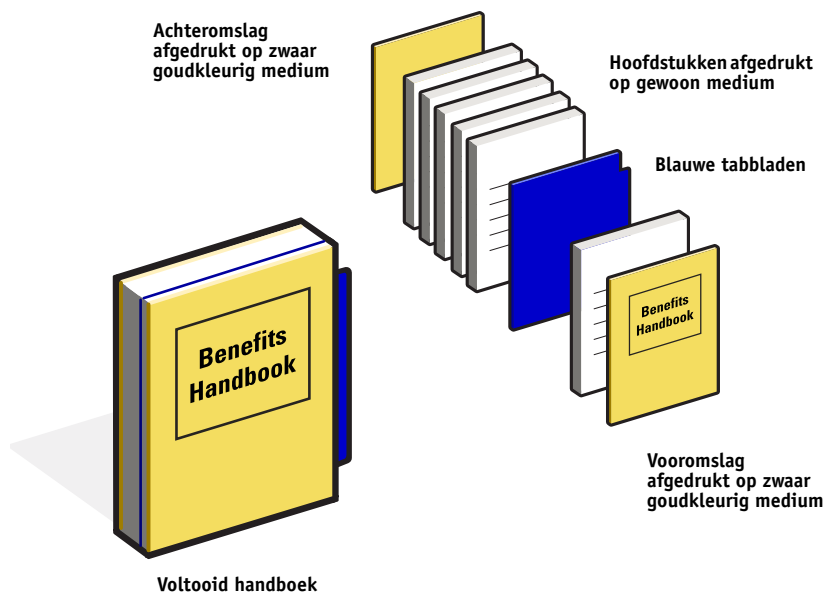 Achteromslag
afgedrukt op zwaar
goudkleurig medium
Hoofdstukken afgedrukt
op gewoon medium
Blauwe tabbladen
Benefits
Handbook
Benefits
Handbook
Vooromslag
afgedrukt op zwaar
goudkleurig medium
Voltooid handboek